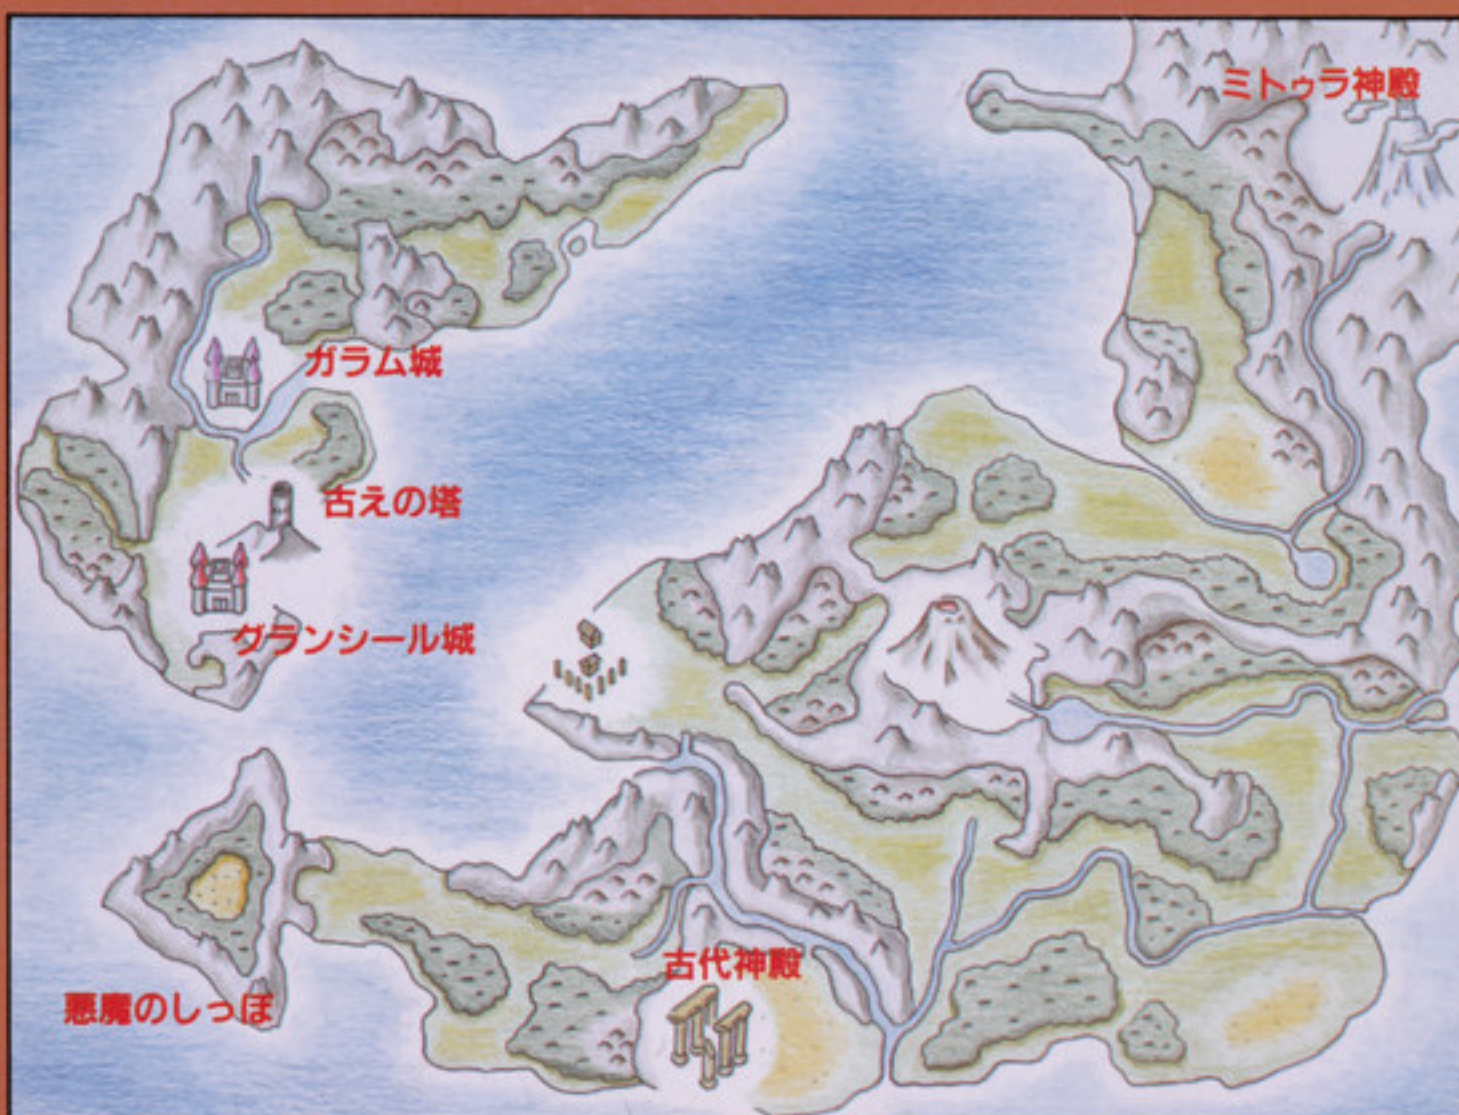 ミトゥラ神殿
ガラム城
古えの塔
グランシール城
古代神殿
悪魔のしっぽ